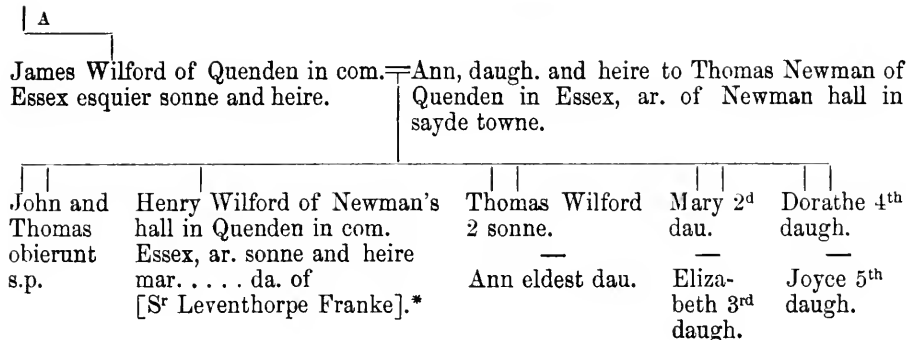 A
James Wilford of Quenden in com.
Essex esquier sonne and heire.
Ann, daugh. and heire to Thomas Newman of
Quenden in Essex, ar. of Newman hall in
sayde towne.
John and
Thomas
obierunt
s.p.
Henry Wilford of Newman's
hall in Quenden in com.
Essex, ar. sonne and heire
mar. . . . . da. of
[Sʳ Leventhorpe Franke].*
Thomas Wilford
2 sonne.
—
Ann eldest dau.
Mary 2ᵈ
dau.
—
Eliza-
beth 3ʳᵈ
daugh.
Dorathe 4ᵗʰ
daugh.
—
Joyce 5ᵗʰ
daugh.